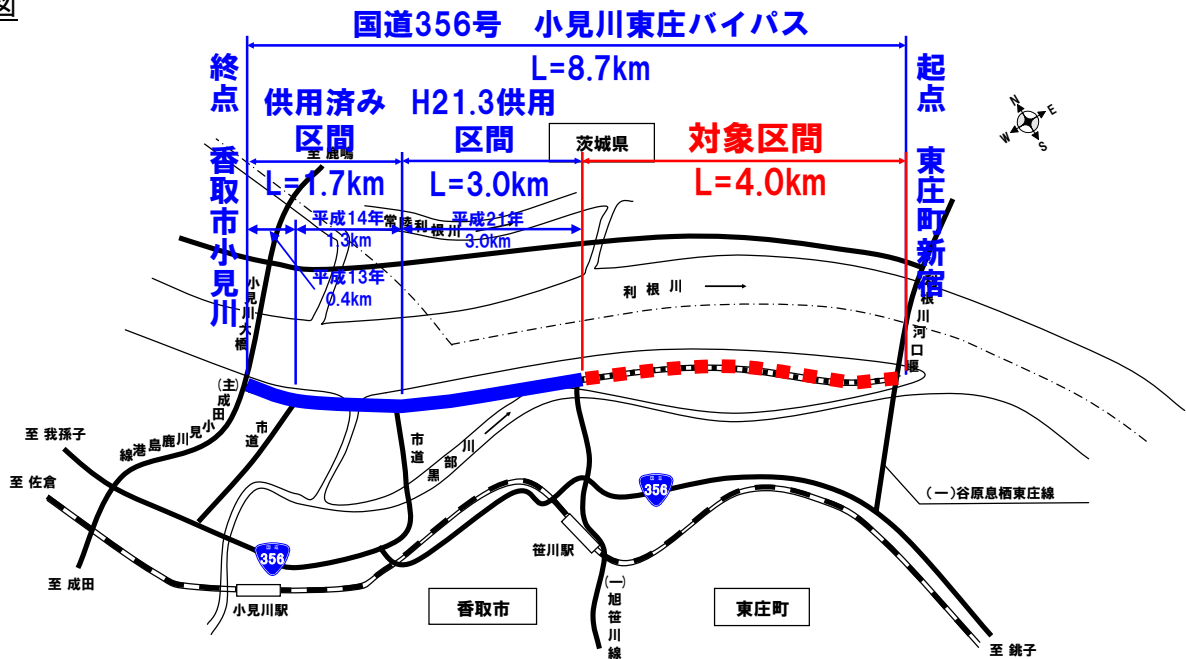 図
国道356号　小見川東庄バイパス
L=8.7km
終点　香取市小見川
起点　東庄町新宿
供用済み
区間
L=1.7km
H21.3供用
区間
L=3.0km
茨城県
対象区間
L=4.0km
N
E
W
S
至 鹿嶋
平成14年
1.3km
常陸利根川
平成21年
3.0km
平成13年
0.4km
小見川大橋
利根川
利根川河口堰
(主)成田小見川鹿島港線
市道
市道
黒部川
至 我孫子
至 佐倉
至 成田
国道
356
国道
356
(一)谷原息栖東庄線
笹川駅
小見川駅
(一)旭笹川線
香取市
東庄町
至 銚子